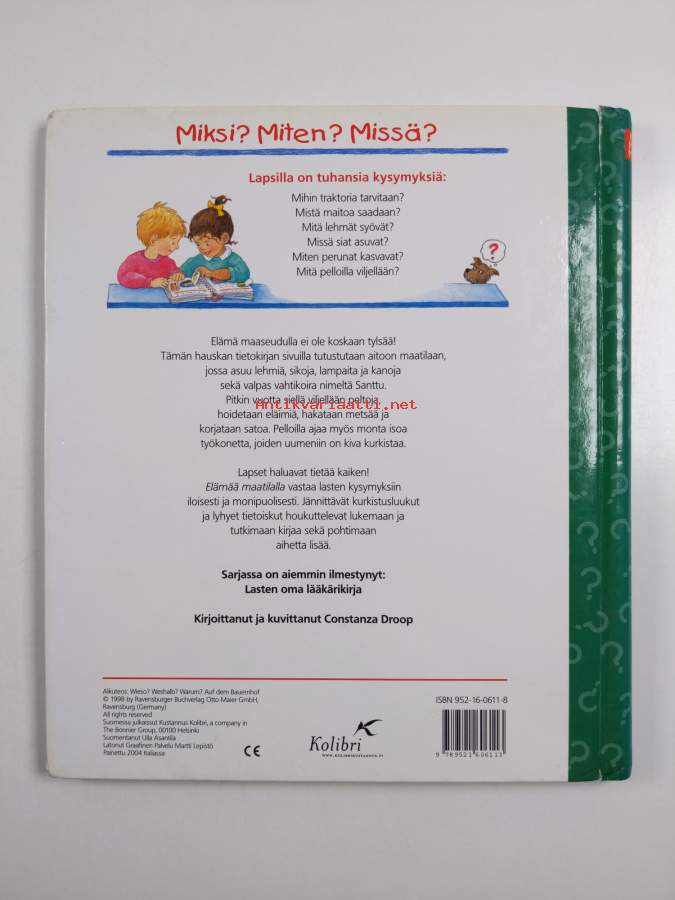 Miksi? Miten? Missä?
Lapsilla on tuhansia kysymyksiä:
Mihin traktoria tarvitaan?
Mistä maitoa saadaan?
Mitä lehmät syövät?
Missä siat asuvat?
Miten perunat kasvavat?
Mitä pelloilla viljellään?
?
Elämä maaseudulla ei ole koskaan tylsää!
Tämän hauskan tietokirjan sivuilla tutustutaan aitoon maatilaan,
jossa asuu lehmiä, sikoja, lampaita ja kanoja
sekä valpas vahtikoira nimeltä Santtu.
Pitkin vuotta siellä viljellään peltoja,
Antikvariaatti.net
hoidetaan eläimiä, hakataan metsää ja
korjataan satoa. Pelloilla ajaa myös monta isoa
työkonetta, joiden uumeniin on kiva kurkistaa.
Lapset haluavat tietää kaiken!
Elämää maatilalla vastaa lasten kysymyksiin
iloisesti ja monipuolisesti. Jännittävät kurkistusluukut
ja lyhyet tietoiskut houkuttelevat lukemaan ja
tutkimaan kirjaa sekä pohtimaan
aihetta lisää.
Sarjassa on aiemmin ilmestynyt:
Lasten oma lääkärikirja
Kirjoittanut ja kuvittanut Constanza Droop
Alkuteos: Wieso? Weshalb? Warum? Auf dem Bauernhof
© 1998 by Ravensburger Buchverlag Otto Maier GmbH,
Ravensburg (Germany)
All rights reserved
Suomessa julkaissut Kustannus Kolibri, a company in
The Bonnier Group, 00100 Helsinki
Suomentanut Ulla Asantila
Latonut Graafinen Palvelu Martti Lepistö
Painettu 2004 Italiassa
CE
Kolibri
WWW.KOLIBRIKUSTANNUS.FI
ISBN 952-16-0611-8
9 789521 606113